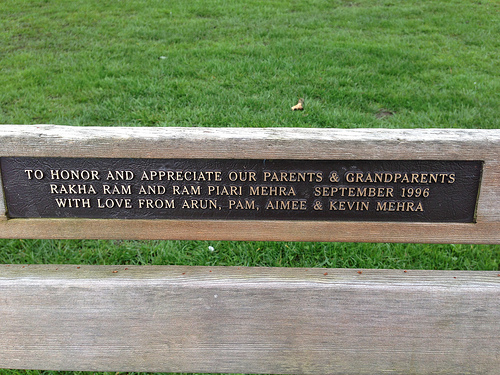 TO HONOR AND APPRECIATE OUR PARENTS & GRANDPARENTS
RAKHA RAM AND RAM PIARI MEHRA SEPTEMBER 1996
WITH LOVE FROM ARUN, PAM, AIMEE & KEVIN MEHRA